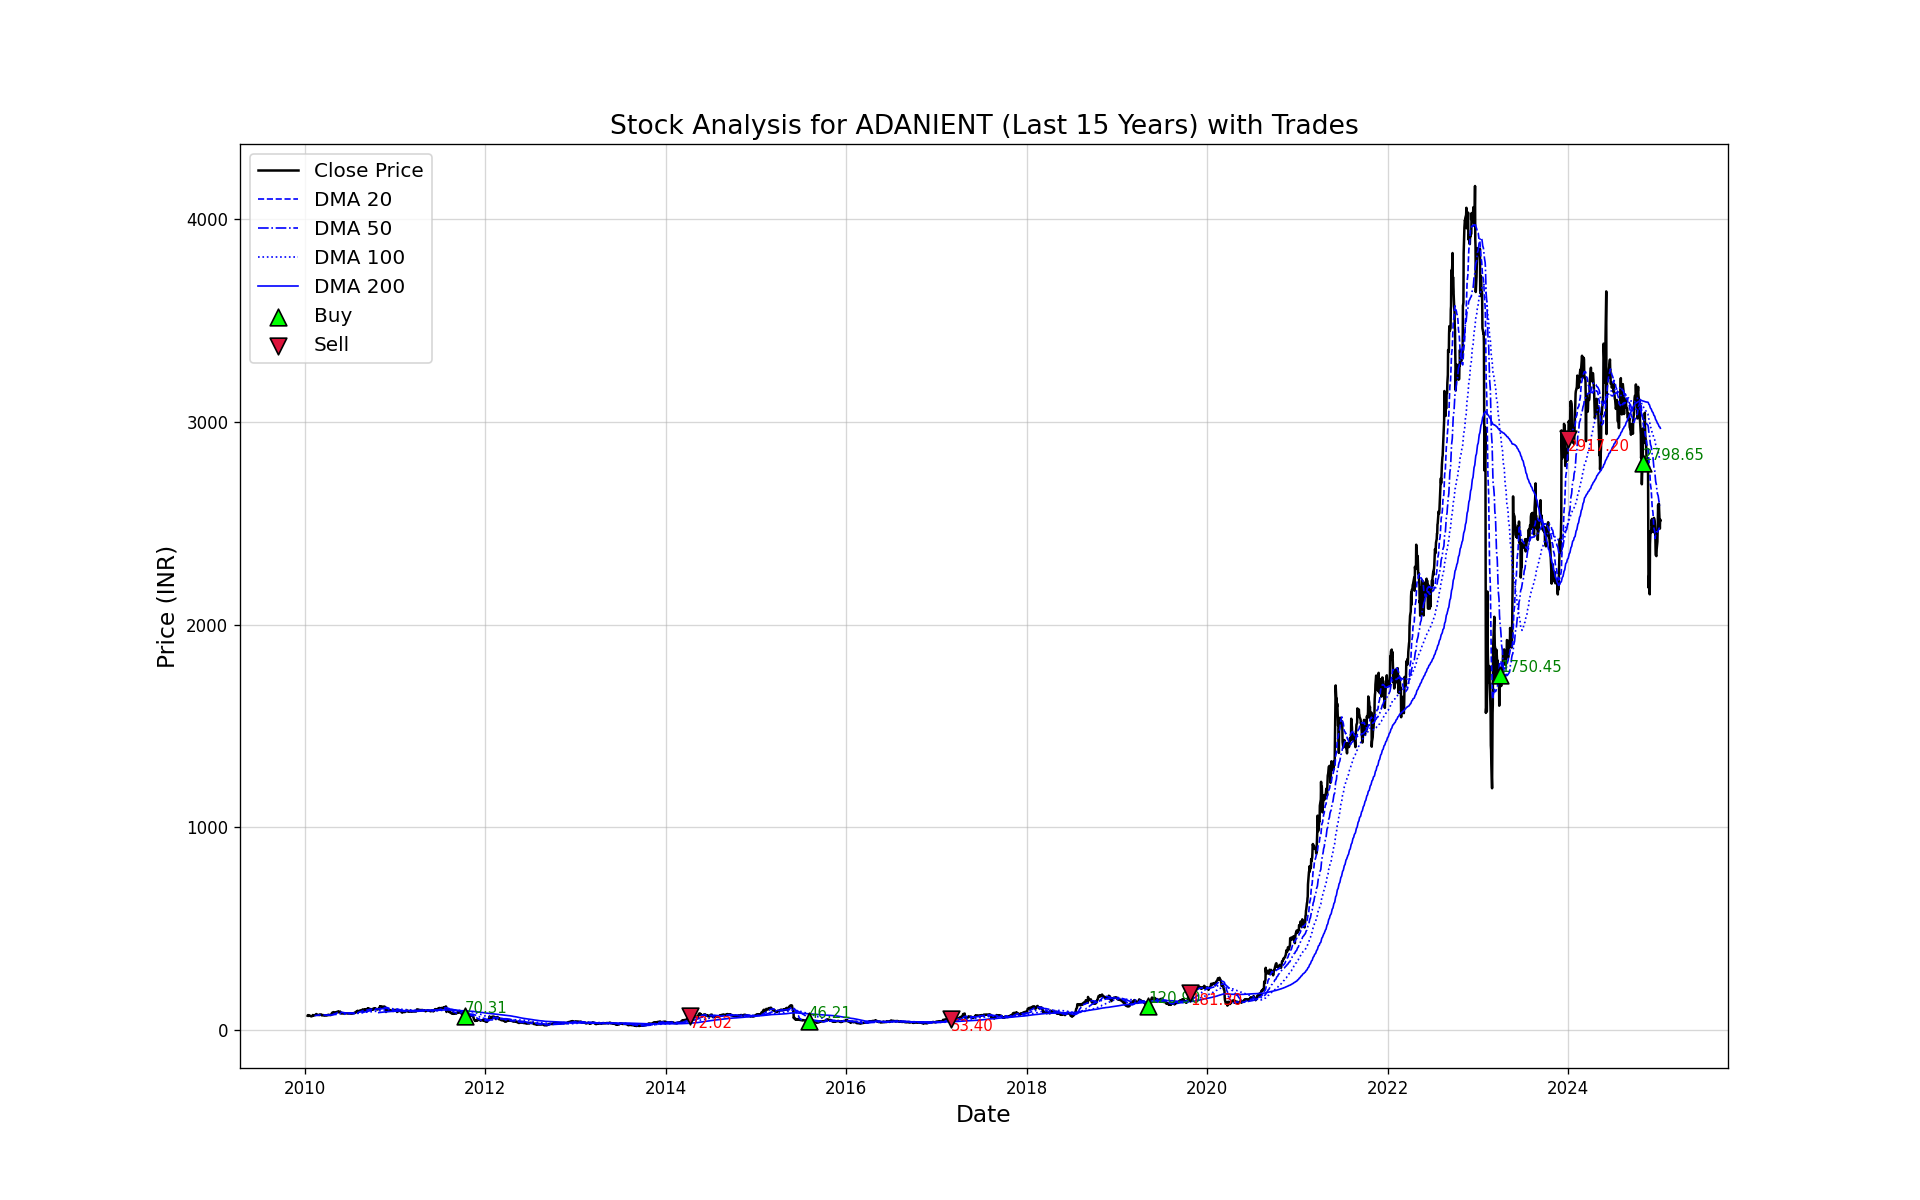 Stock Analysis for ADANIENT (Last 15 Years) with Trades
Close Price
DMA 20
DMA 50
DMA 100
DMA 200
Buy
Sell
Price (INR)
4000
3000
2000
1000
0
2917.20
798.65
750.45
70.31
72.02
46.21
53.40
2010
2012
2014
2016
2018
2020
2022
2024
Date